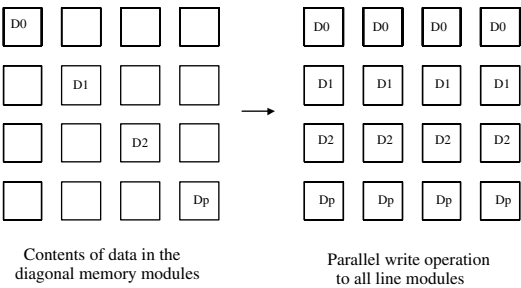 D0 D0 D0 D0 D0
D1 D1 D1 D1 D1
D2 D2 D2 D2 D2
Dp Dp Dp Dp Dp
Contents of data in the
diagonal memory modules
Parallel write operation
to all line modules